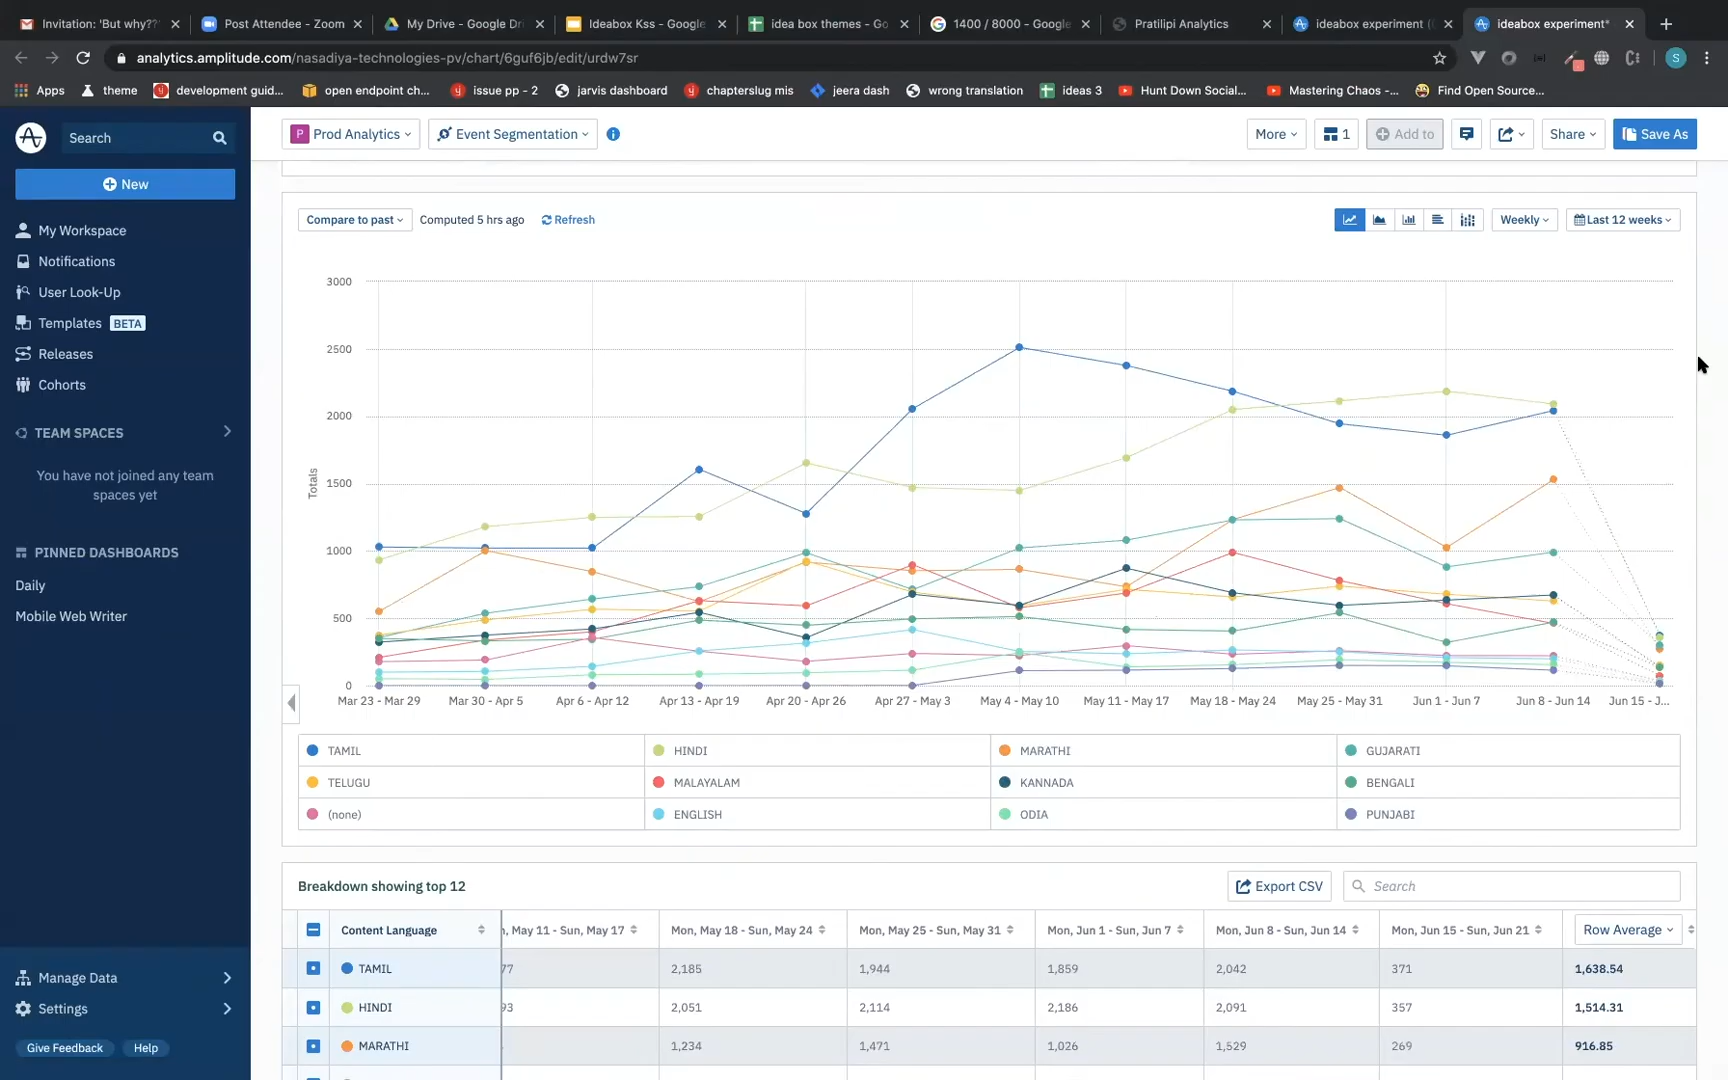 Invitation: 'But why??'
Post Attendee - Zoom
My Drive - Google Dri
Ideabox Kss - Google
idea box themes - Go
1400 / 8000 - Google
Pratilipi Analytics
ideabox experiment (
ideabox experiment*
analytics.amplitude.com/nasadiya-technologies-pv/chart/6guf6jb/edit/urdw7sr
S
Apps
theme
development guid...
open endpoint ch...
issue pp - 2
jarvis dashboard
chapterslug mis
jeera dash
wrong translation
ideas 3
Hunt Down Social...
Mastering Chaos -...
Find Open Source...
Search
New
My Workspace
Notifications
User Look-Up
Templates BETA
Releases
Cohorts
TEAM SPACES
You have not joined any team
spaces yet
PINNED DASHBOARDS
Daily
Mobile Web Writer
Manage Data
Settings
Give Feedback
Help
P Prod Analytics
Event Segmentation
More
1
Add to
Share
Save As
Compare to past
Computed 5 hrs ago
Refresh
Weekly
Last 12 weeks
3000
2500
2000
1500
1000
500
0
Totals
Mar 23 - Mar 29
Mar 30 - Apr 5
Apr 6 - Apr 12
Apr 13 - Apr 19
Apr 20 - Apr 26
Apr 27 - May 3
May 4 - May 10
May 11 - May 17
May 18 - May 24
May 25 - May 31
Jun 1 - Jun 7
Jun 8 - Jun 14
Jun 15 - J...
TAMIL
HINDI
MARATHI
GUJARATI
TELUGU
MALAYALAM
KANNADA
BENGALI
(none)
ENGLISH
ODIA
PUNJABI
Breakdown showing top 12
Export CSV
Search
Content Language
, May 11 - Sun, May 17
Mon, May 18 - Sun, May 24
Mon, May 25 - Sun, May 31
Mon, Jun 1 - Sun, Jun 7
Mon, Jun 8 - Sun, Jun 14
Mon, Jun 15 - Sun, Jun 21
Row Average
TAMIL 77 2,185 1,944 1,859 2,042 371 1,638.54
HINDI 93 2,051 2,114 2,186 2,091 357 1,514.31
MARATHI 1,234 1,471 1,026 1,529 269 916.85